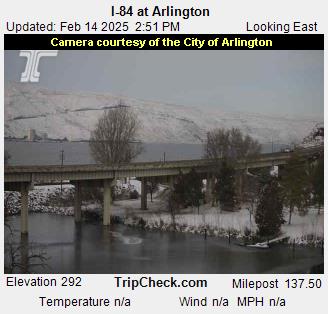 I-84 at Arlington
Updated: Feb 14 2025 2:51 PM Looking East
Camera courtesy of the City of Arlington
Elevation 292 TripCheck.com Milepost 137.50
Temperature n/a Wind n/a MPH n/a